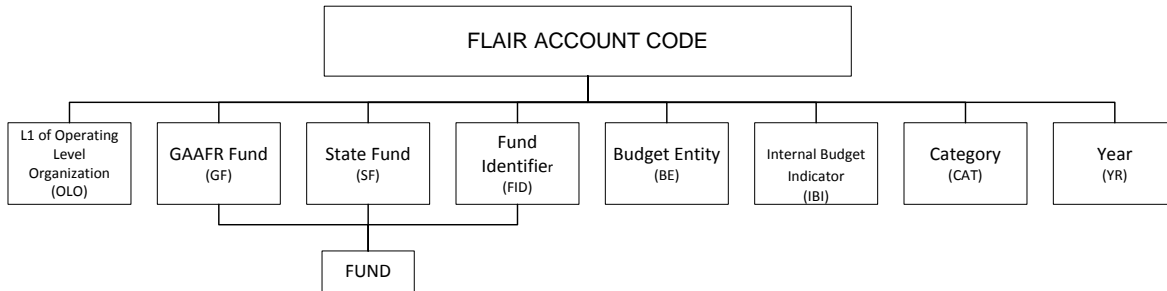 FLAIR ACCOUNT CODE
L1 of Operating
Level
Organization
(OLO)
GAAFR Fund
(GF)
State Fund
(SF)
Fund
Identifier
(FID)
Budget Entity
(BE)
Internal Budget
Indicator
(IBI)
Category
(CAT)
Year
(YR)
FUND